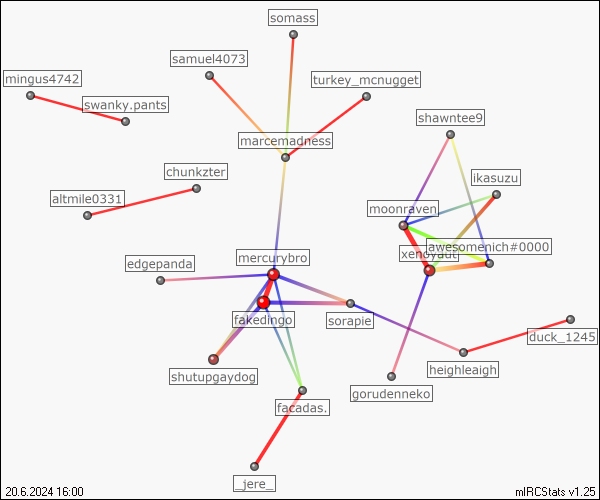 somass
samuel4073
mingus4742
turkey_mcnugget
swanky.pants
shawntee9
marcemadness
chunkzter
ikasuzu
altmile0331
moonraven
awesomenich#0000
xenoyaut
mercurybro
edgepanda
fakedingo
sorapie
duck_1245
heighleaigh
shutupgaydog
gorudenneko
facadas.
_jere_
20.6.2024 16:00
mIRCStats v1.25